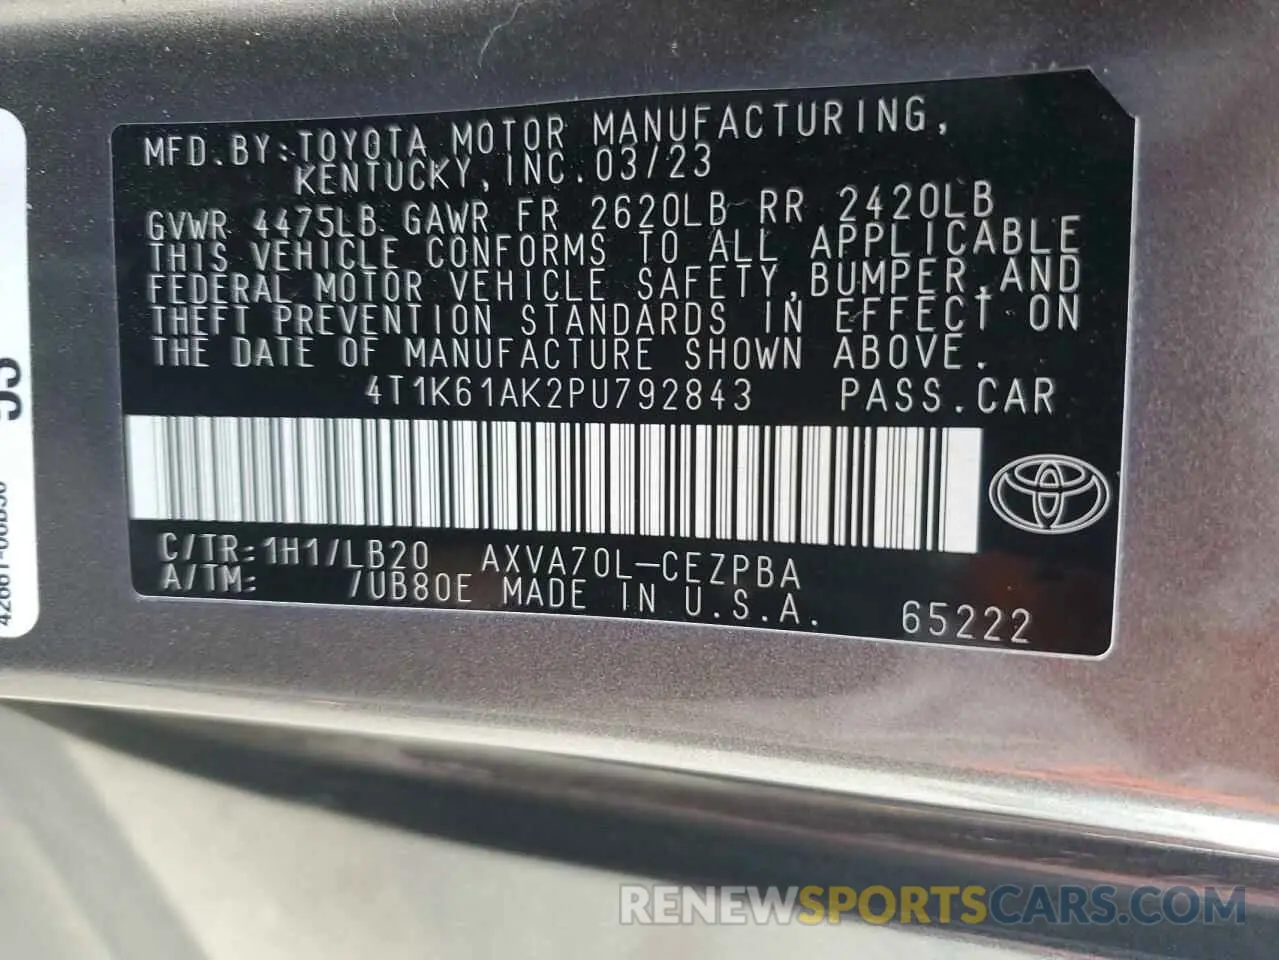 MFD.BY:TOYOTA MOTOR MANUFACTURING,
KENTUCKY,INC.03/23
GVWR 4475LB GAWR FR 2620LB RR 2420LB
THIS VEHICLE CONFORMS TO ALL APPLICABLE
FEDERAL MOTOR VEHICLE SAFETY,BUMPER,AND
THEFT PREVENTION STANDARDS IN EFFECT ON
THE DATE OF MANUFACTURE SHOWN ABOVE.
4T1K61AK2PU792843 PASS.CAR
C/TR:1H1/LB20 AXVA70L-CEZPBA
A/TM: /UB80E MADE IN U.S.A. 65222
RENEWSPORTSCARS.COM